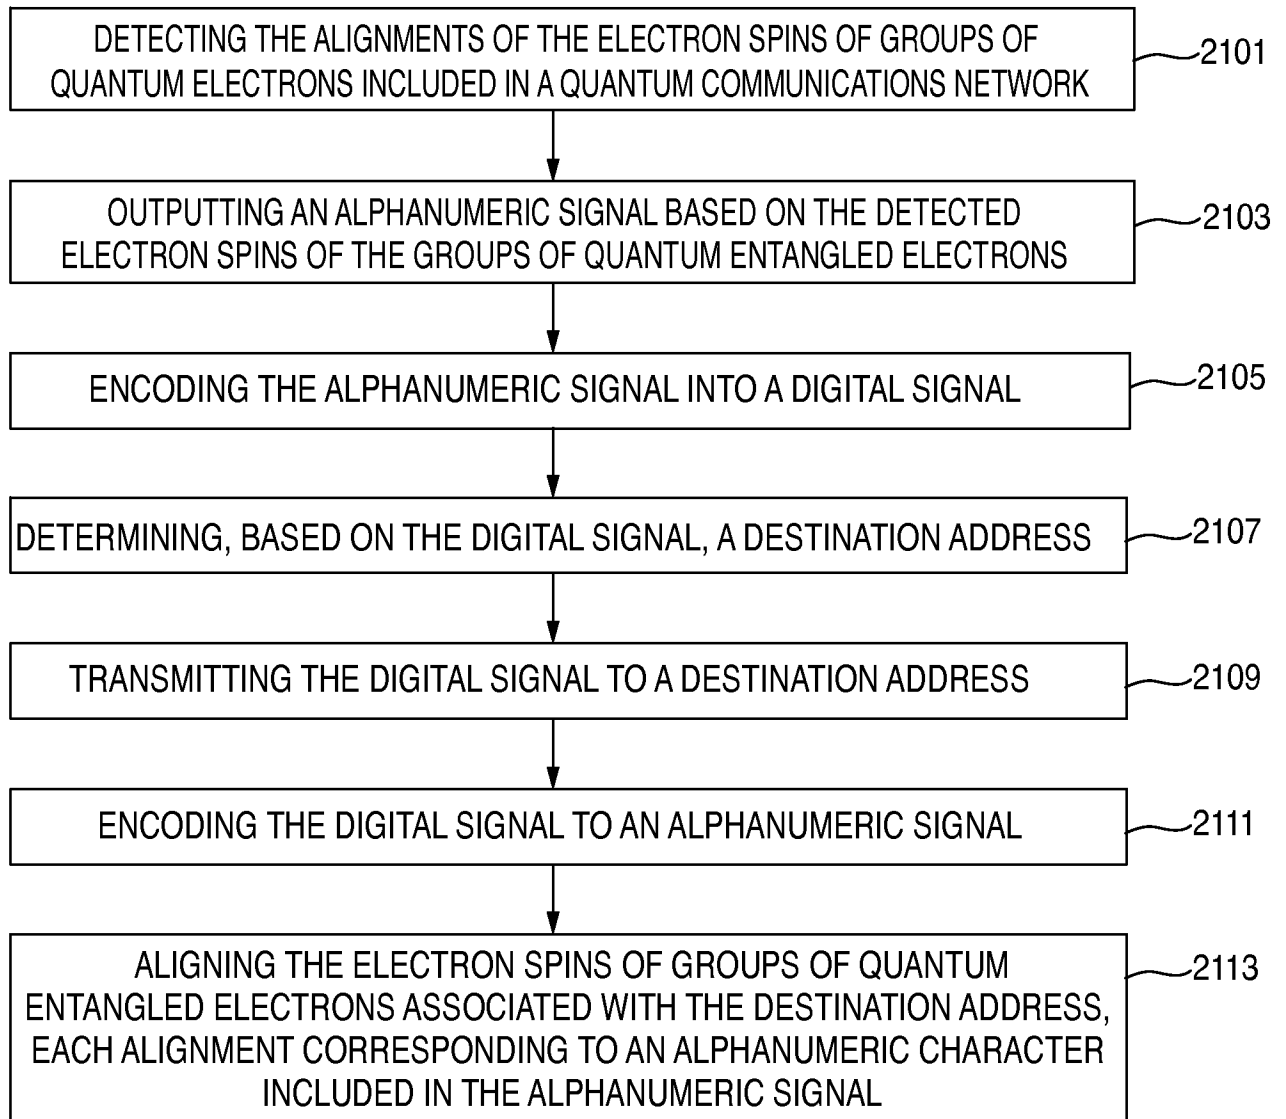 DETECTING THE ALIGNMENTS OF THE ELECTRON SPINS OF GROUPS OF
QUANTUM ELECTRONS INCLUDED IN A QUANTUM COMMUNICATIONS NETWORK
2101
OUTPUTTING AN ALPHANUMERIC SIGNAL BASED ON THE DETECTED
ELECTRON SPINS OF THE GROUPS OF QUANTUM ENTANGLED ELECTRONS
2103
ENCODING THE ALPHANUMERIC SIGNAL INTO A DIGITAL SIGNAL
2105
DETERMINING, BASED ON THE DIGITAL SIGNAL, A DESTINATION ADDRESS
2107
TRANSMITTING THE DIGITAL SIGNAL TO A DESTINATION ADDRESS
2109
ENCODING THE DIGITAL SIGNAL TO AN ALPHANUMERIC SIGNAL
2111
ALIGNING THE ELECTRON SPINS OF GROUPS OF QUANTUM
ENTANGLED ELECTRONS ASSOCIATED WITH THE DESTINATION ADDRESS,
EACH ALIGNMENT CORRESPONDING TO AN ALPHANUMERIC CHARACTER
INCLUDED IN THE ALPHANUMERIC SIGNAL
2113